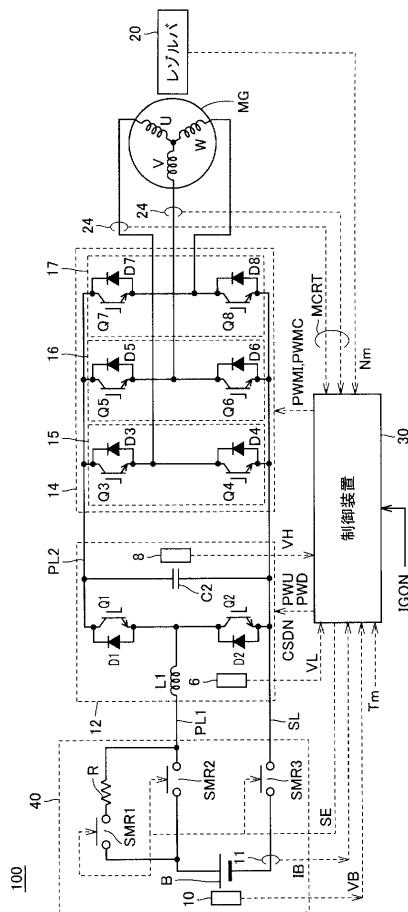 100
40
SMR1
R
SMR2
SMR3
B
10
11
IB
VB
SE
PL1
SL
12
L1
6
D1
Q1
D2
Q2
C2
8
PL2
VL
VH
CSDN
PWU
PWD
14
15
Q3
D3
Q4
D4
16
Q5
D5
Q6
D6
17
Q7
D7
Q8
D8
24
24
U
V
W
MG
20
レゾルバ
PWMI,PWMC
MCRT
Nm
30
制御装置
Tm
IGON